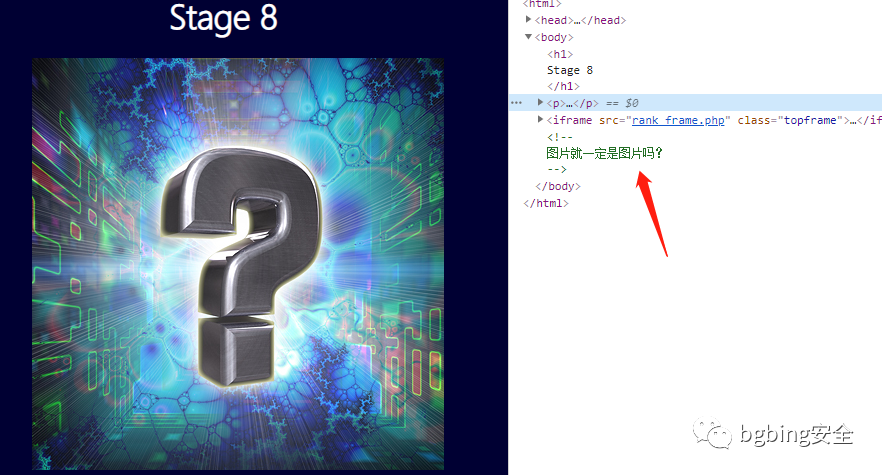 Stage 8
<html>
<head>…</head>
<body>
<h1>
Stage 8
</h1>
<p>…</p> == $0
<iframe src="rank_frame.php" class="topframe">…</if
<!--
图片就一定是图片吗?
-->
</body>
</html>
bgbing安全